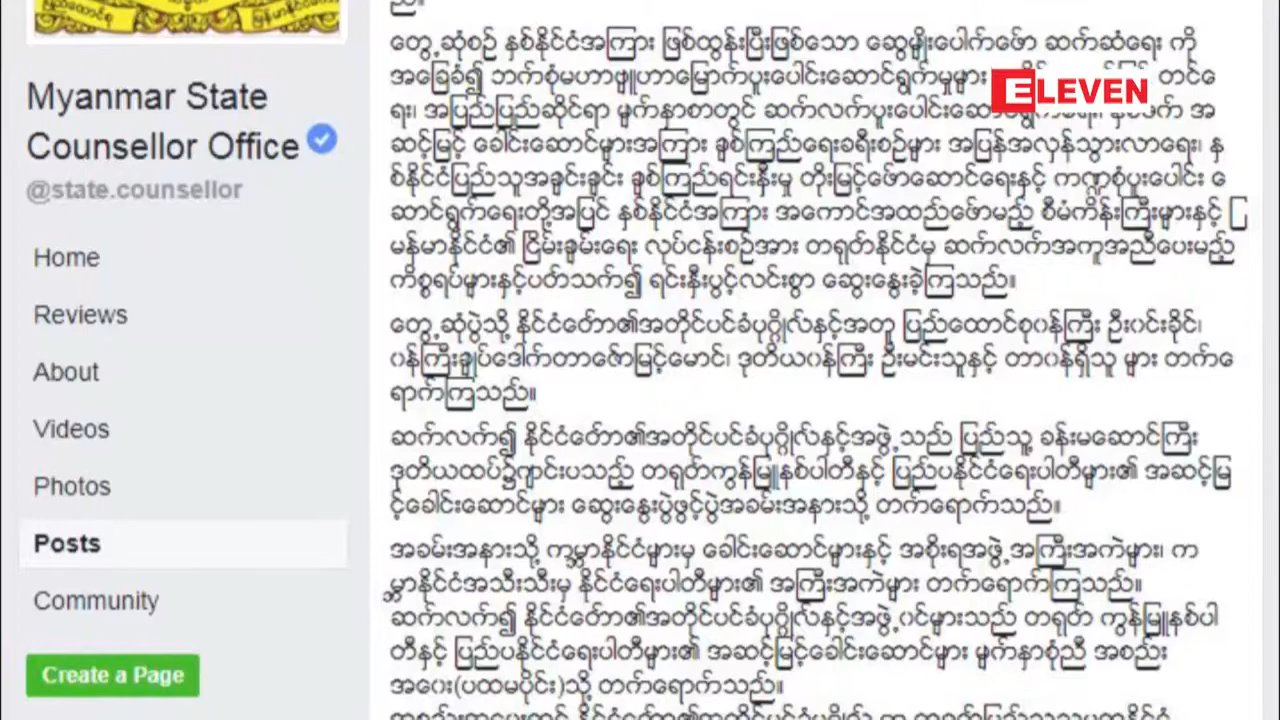 ပြည်ထောင်စု
မြန်မာနိုင်ငံတော်
Myanmar State
Counsellor Office
@state.counsellor
Home
Reviews
About
Videos
Photos
Posts
Community
Create a Page
ELEVEN
တွေ့ဆုံစဉ် နှစ်နိုင်ငံအကြား ဖြစ်ထွန်းပြီးဖြစ်သော ဆွေမျိုးပေါက်ဖော် ဆက်ဆံရေး ကို
အခြေခံ၍ ဘက်စုံမဟာဗျူဟာမြောက်ပူးပေါင်းဆောင်ရွက်မှုများ
ရေး၊ အပြည်ပြည်ဆိုင်ရာ မျက်နှာစာတွင် ဆက်လက်ပူးပေါင်း
ဆင့်မြင့် ခေါင်းဆောင်များအကြား ချစ်ကြည်ရေးခရီးစဉ်များ အပြန်အလှန်သွားလာရေး၊ န
စ်နိုင်ငံပြည်သူအချင်းချင်း ချစ်ကြည်ရင်းနှီးမှု တိုးမြှင့်ဖော်ဆောင်ရေးနှင့် ကဏ္ဍစုံပူးပေါင်း ေ
ဆာင်ရွက်ရေးတို့အပြင် နှစ်နိုင်ငံအကြား အကောင်အထည်ဖော်မည့် စီမံကိန်းကြီးများနှင့် ြ
မန်မာနိုင်ငံ၏ ငြိမ်းချမ်းရေး လုပ်ငန်းစဉ်အား တရုတ်နိုင်ငံမှ ဆက်လက်အကူအညီပေးမည့်
ကိစ္စရပ်များနှင့်ပတ်သက်၍ ရင်းနှီးပွင့်လင်းစွာ ဆွေးနွေးခဲ့ကြသည်။
တွေ့ဆုံပွဲသို့ နိုင်ငံတော်၏အတိုင်ပင်ခံပုဂ္ဂိုလ်နှင့်အတူ ပြည်ထောင်စုဝန်ကြီး ဦးဝင်းခိုင်၊
ဝန်ကြီးချုပ်ဒေါက်တာဇော်မြင့်မောင်၊ ဒုတိယဝန်ကြီး ဦးမင်းသူနှင့် တာဝန်ရှိသူ များ တက်ေ
ရာက်ကြသည်။
ဆက်လက်၍ နိုင်ငံတော်၏အတိုင်ပင်ခံပုဂ္ဂိုလ်နှင့်အဖွဲ့သည် ပြည်သူ့ ခန်းမဆောင်ကြီး
ဒုတိယထပ်၌ကျင်းပသည့် တရုတ်ကွန်မြူနစ်ပါတီနှင့် ပြည်ပနိုင်ငံရေးပါတီများ၏ အဆင့်မြ
င့်ခေါင်းဆောင်များ ဆွေးနွေးပွဲဖွင့်ပွဲအခမ်းအနားသို့ တက်ရောက်သည်။
အခမ်းအနားသို့ ကမ္ဘာ့နိုင်ငံများမှ ခေါင်းဆောင်များနှင့် အစိုးရအဖွဲ့အကြီးအကဲများ၊ က
မ္ဘာ့နိုင်ငံအသီးသီးမှ နိုင်ငံရေးပါတီများ၏ အကြီးအကဲများ တက်ရောက်ကြသည်။
ဆက်လက်၍ နိုင်ငံတော်၏အတိုင်ပင်ခံပုဂ္ဂိုလ်နှင့်အဖွဲ့ဝင်များသည် တရုတ် ကွန်မြူနစ်ပါ
တီနှင့် ပြည်ပနိုင်ငံရေးပါတီများ၏ အဆင့်မြင့်ခေါင်းဆောင်များ မျက်နှာစုံညီ အစည်း
အဝေး(ပထမပိုင်း)သို့ တက်ရောက်သည်။